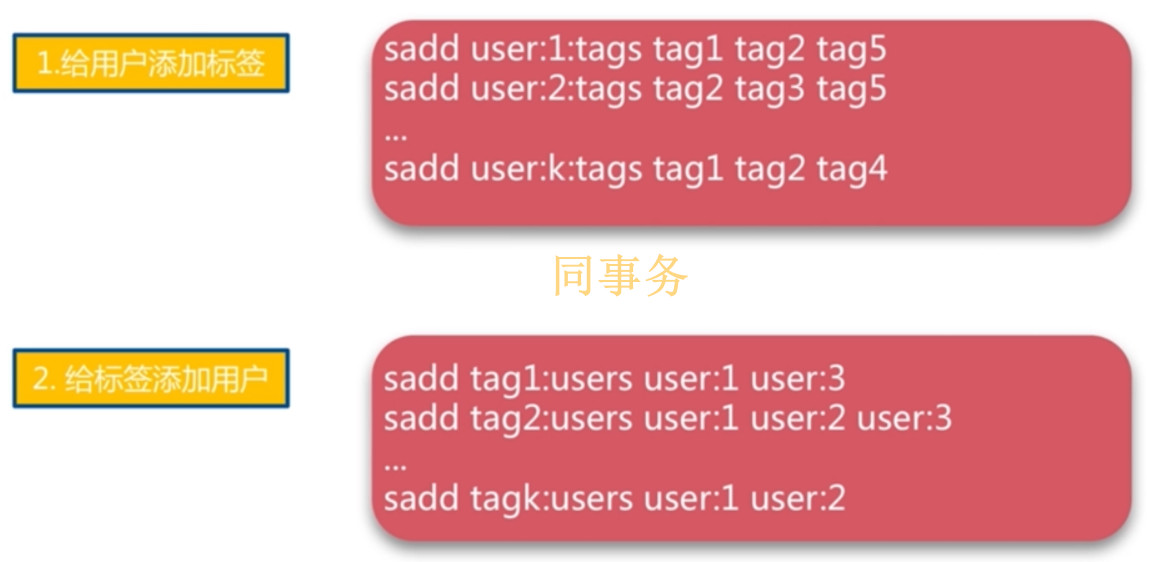 1.给用户添加标签
sadd user:1:tags tag1 tag2 tag5
sadd user:2:tags tag2 tag3 tag5
...
sadd user:k:tags tag1 tag2 tag4
同事务
2. 给标签添加用户
sadd tag1:users user:1 user:3
sadd tag2:users user:1 user:2 user:3
...
sadd tagk:users user:1 user:2